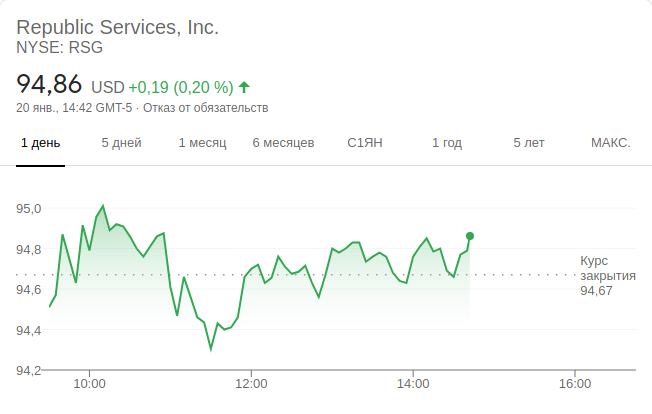 Republic Services, Inc.
NYSE: RSG
94,86 USD +0,19 (0,20 %)
20 янв., 14:42 GMT-5 · Отказ от обязательств
1 день 5 дней 1 месяц 6 месяцев С1ЯН 1 год 5 лет МАКС.
95,0
94,8
94,6
94,4
94,2
Курс
закрытия
94,67
10:00 12:00 14:00 16:00